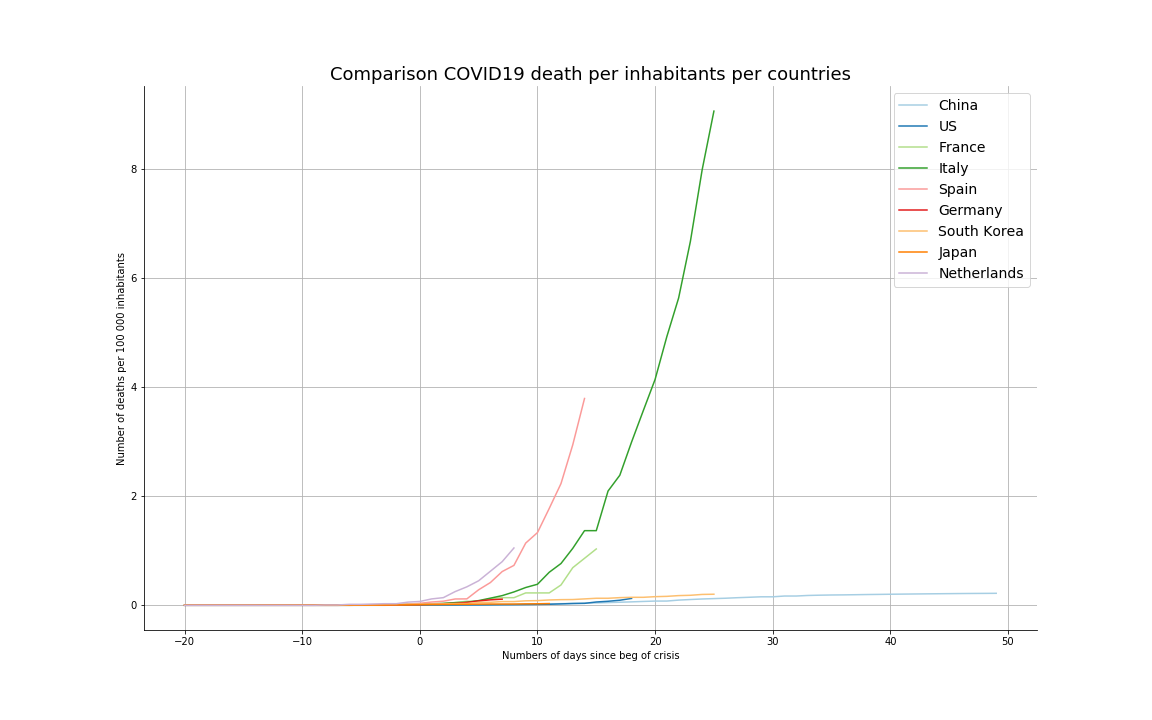 Comparison COVID19 death per inhabitants per countries
China
US
France
Italy
Spain
Germany
South Korea
Japan
Netherlands
Number of deaths per 100 000 inhabitants
8
6
4
2
0
−20 −10 0 10 20 30 40 50
Numbers of days since beg of crisis